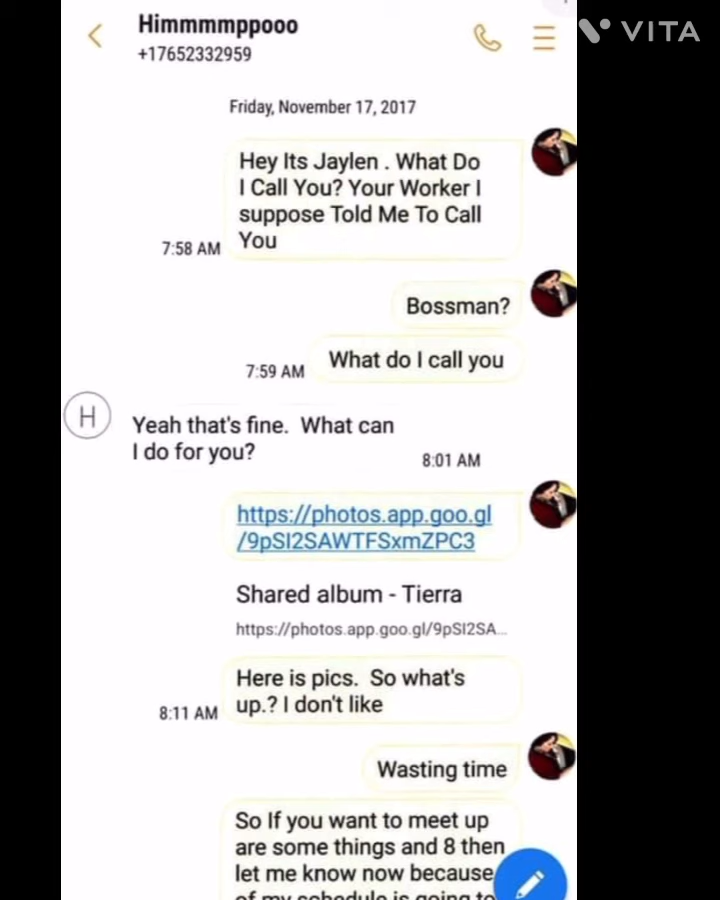 Himmmmppooo
+17652332959
VITA
Friday, November 17, 2017
Hey Its Jaylen . What Do
I Call You? Your Worker I
suppose Told Me To Call
You
7:58 AM
Bossman?
What do I call you
7:59 AM
H
Yeah that's fine. What can
I do for you?
8:01 AM
https://photos.app.goo.gl
/9pSI2SAWTFSxmZPC3
Shared album - Tierra
https://photos.app.goo.gl/9pSI2SA...
Here is pics. So what's
up.? I don't like
8:11 AM
Wasting time
So If you want to meet up
are some things and 8 then
let me know now because
of my schedule is going to